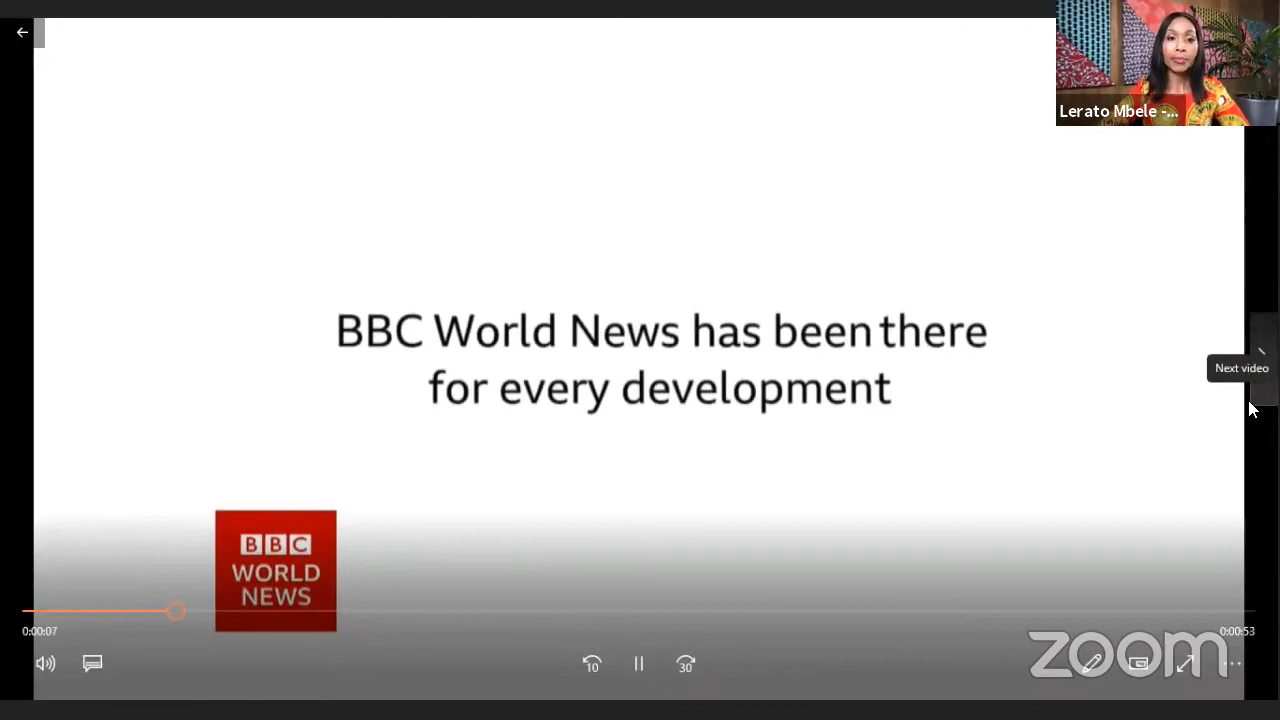 Lerato Mbele -...
BBC World News has been there
for every development
Next video
BBC
WORLD
NEWS
0:00:07
0:00:53
10
30
zoom